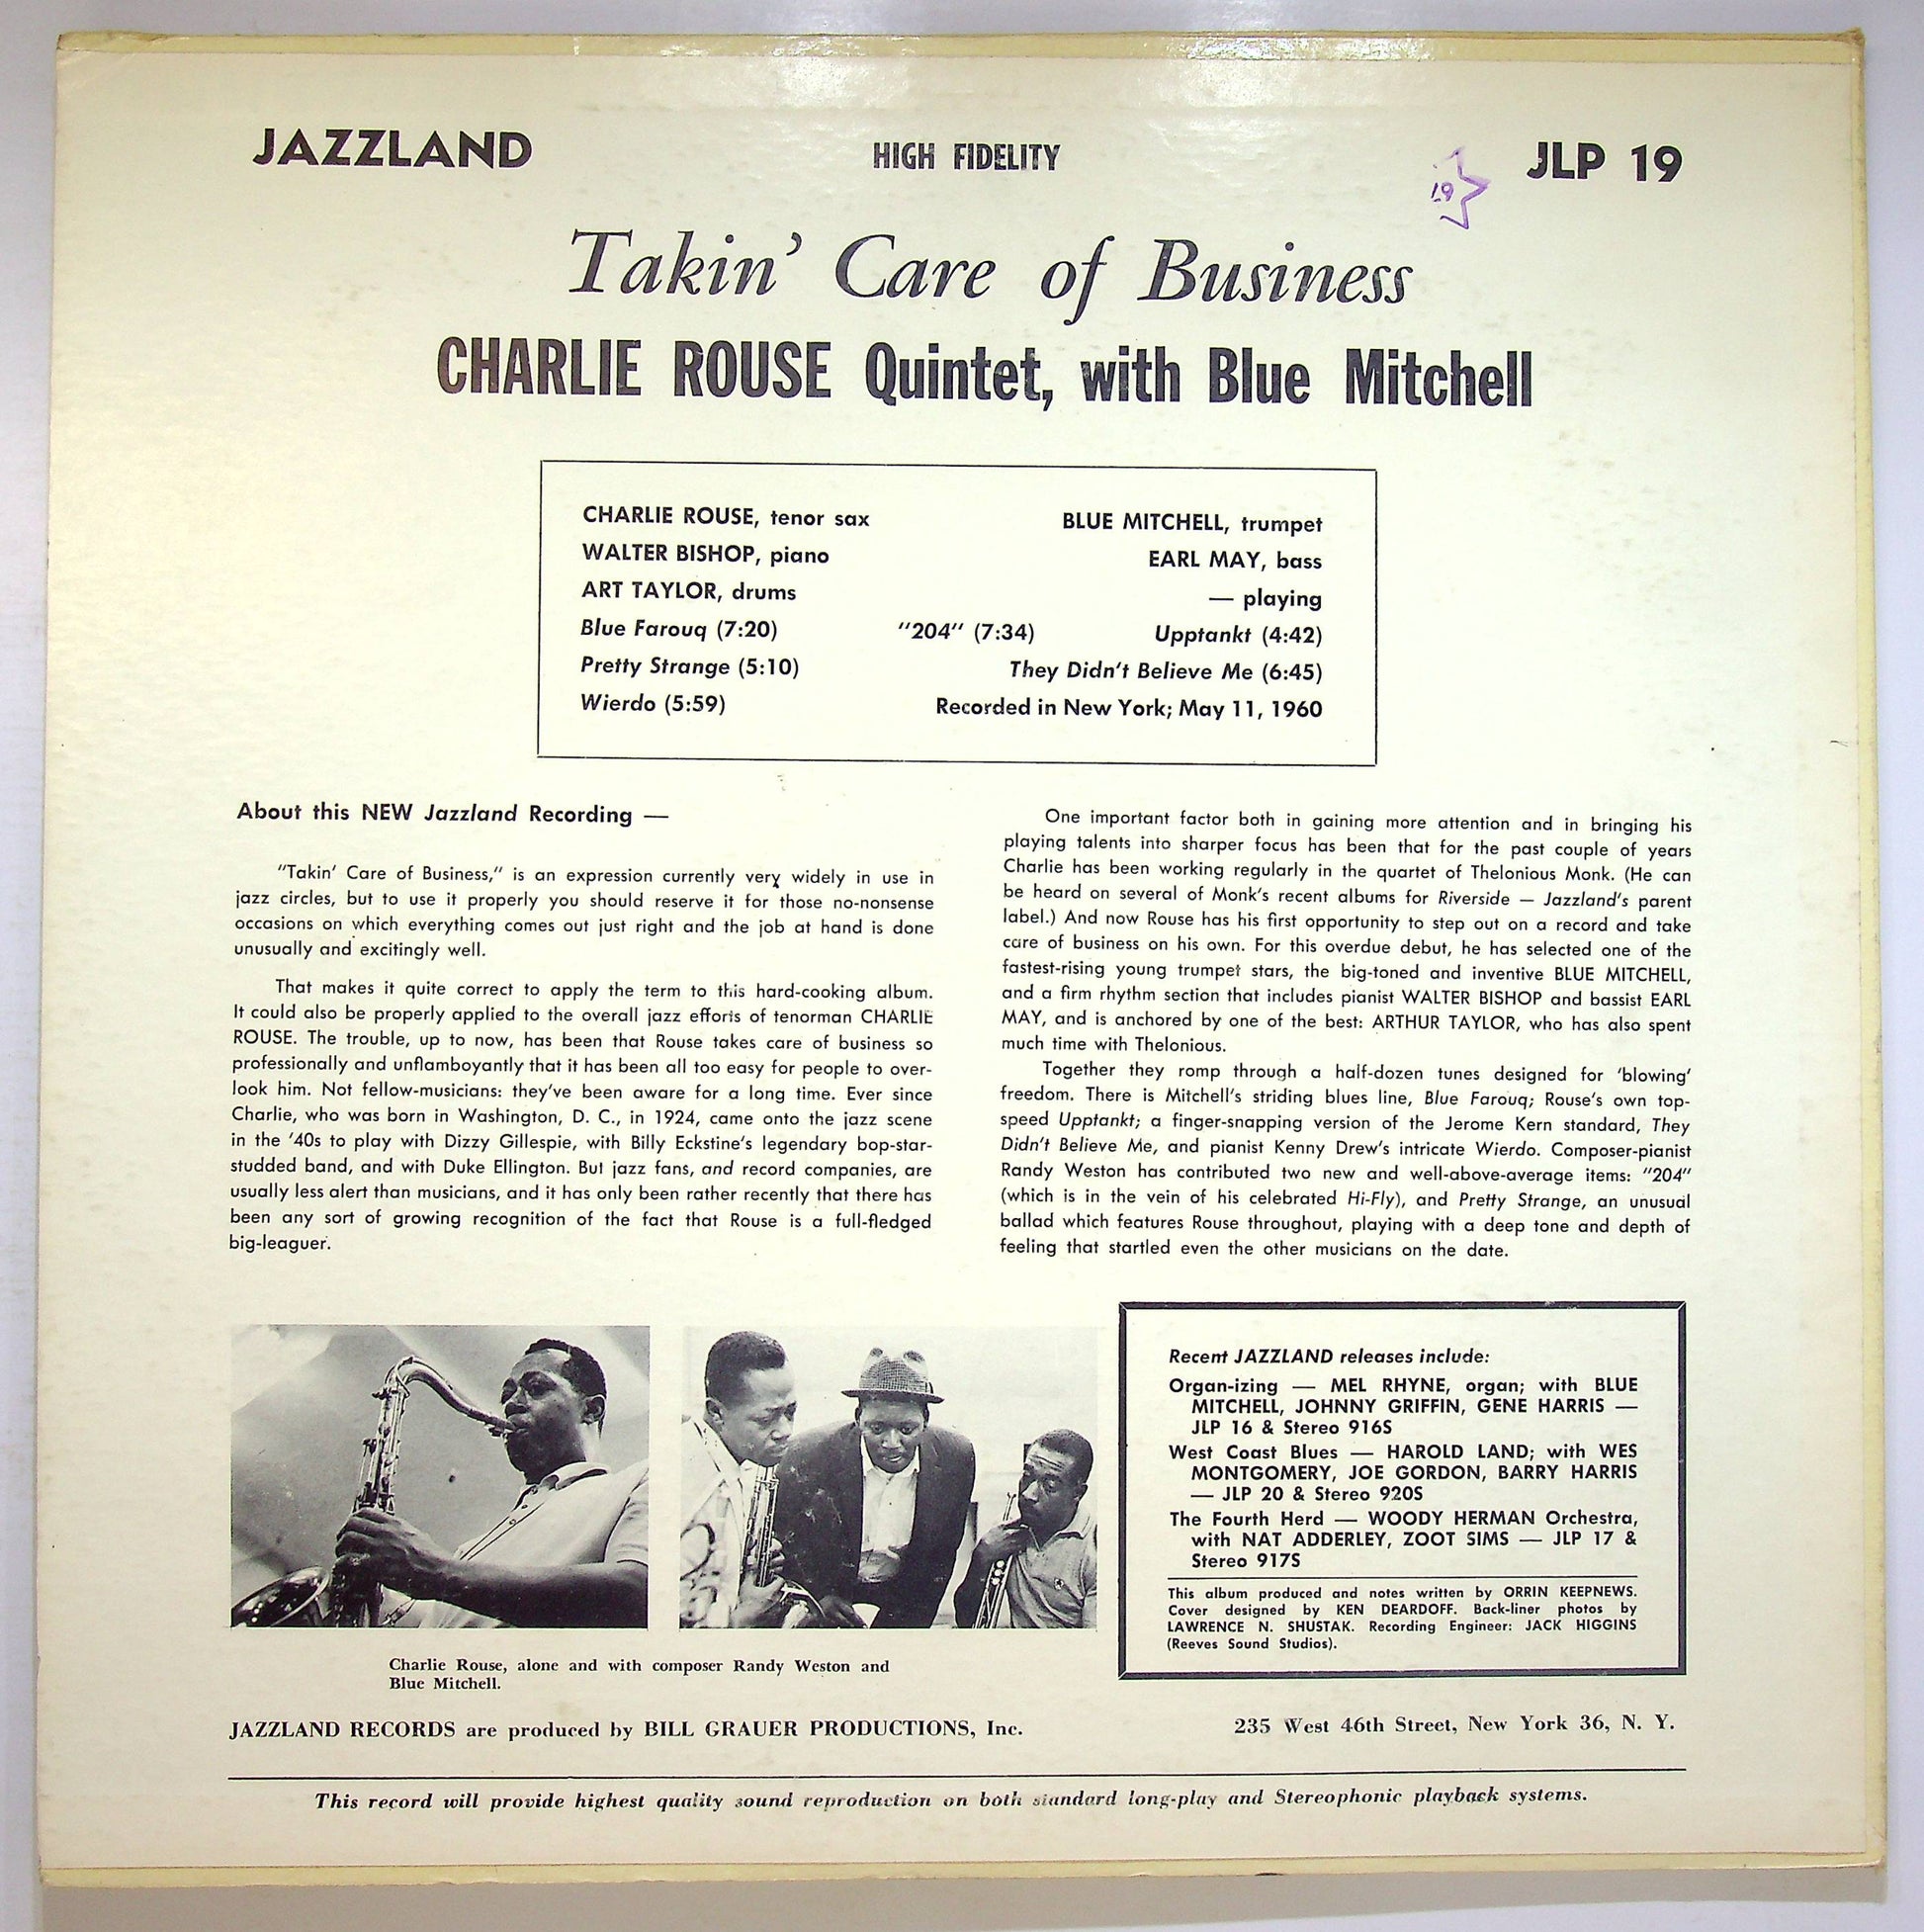 JAZZLAND HIGH FIDELITY JLP 19
19
Takin' Care of Business
CHARLIE ROUSE Quintet, with Blue Mitchell
CHARLIE ROUSE, tenor sax BLUE MITCHELL, trumpet
WALTER BISHOP, piano EARL MAY, bass
ART TAYLOR, drums — playing
Blue Farouq (7:20) "204" (7:34) Upptankt (4:42)
Pretty Strange (5:10) They Didn't Believe Me (6:45)
Wierdo (5:59) Recorded in New York; May 11, 1960
About this NEW Jazzland Recording —
"Takin' Care of Business," is an expression currently very widely in use in
jazz circles, but to use it properly you should reserve it for those no-nonsense
occasions on which everything comes out just right and the job at hand is done
unusually and excitingly well.
That makes it quite correct to apply the term to this hard-cooking album.
It could also be properly applied to the overall jazz efforts of tenorman CHARLIE
ROUSE. The trouble, up to now, has been that Rouse takes care of business so
professionally and unflamboyantly that it has been all too easy for people to over-
look him. Not fellow-musicians: they've been aware for a long time. Ever since
Charlie, who was born in Washington, D. C., in 1924, came onto the jazz scene
in the '40s to play with Dizzy Gillespie, with Billy Eckstine's legendary bop-star-
studded band, and with Duke Ellington. But jazz fans, and record companies, are
usually less alert than musicians, and it has only been rather recently that there has
been any sort of growing recognition of the fact that Rouse is a full-fledged
big-leaguer.
One important factor both in gaining more attention and in bringing his
playing talents into sharper focus has been that for the past couple of years
Charlie has been working regularly in the quartet of Thelonious Monk. (He can
be heard on several of Monk's recent albums for Riverside — Jazzland's parent
label.) And now Rouse has his first opportunity to step out on a record and take
care of business on his own. For this overdue debut, he has selected one of the
fastest-rising young trumpet stars, the big-toned and inventive BLUE MITCHELL,
and a firm rhythm section that includes pianist WALTER BISHOP and bassist EARL
MAY, and is anchored by one of the best: ARTHUR TAYLOR, who has also spent
much time with Thelonious.
Together they romp through a half-dozen tunes designed for 'blowing'
freedom. There is Mitchell's striding blues line, Blue Farouq; Rouse's own top-
speed Upptankt; a finger-snapping version of the Jerome Kern standard, They
Didn't Believe Me, and pianist Kenny Drew's intricate Wierdo. Composer-pianist
Randy Weston has contributed two new and well-above-average items: "204"
(which is in the vein of his celebrated Hi-Fly), and Pretty Strange, an unusual
ballad which features Rouse throughout, playing with a deep tone and depth of
feeling that startled even the other musicians on the date.
Charlie Rouse, alone and with composer Randy Weston and
Blue Mitchell.
Recent JAZZLAND releases include:
Organ-izing — MEL RHYNE, organ; with BLUE
MITCHELL, JOHNNY GRIFFIN, GENE HARRIS —
JLP 16 & Stereo 916S
West Coast Blues — HAROLD LAND; with WES
MONTGOMERY, JOE GORDON, BARRY HARRIS
— JLP 20 & Stereo 920S
The Fourth Herd — WOODY HERMAN Orchestra,
with NAT ADDERLEY, ZOOT SIMS — JLP 17 &
Stereo 917S
This album produced and notes written by ORRIN KEEPNEWS.
Cover designed by KEN DEARDOFF. Back-liner photos by
LAWRENCE N. SHUSTAK. Recording Engineer: JACK HIGGINS
(Reeves Sound Studios).
JAZZLAND RECORDS are produced by BILL GRAUER PRODUCTIONS, Inc. 235 West 46th Street, New York 36, N. Y.
This record will provide highest quality sound reproduction on both standard long-play and Stereophonic playback systems.